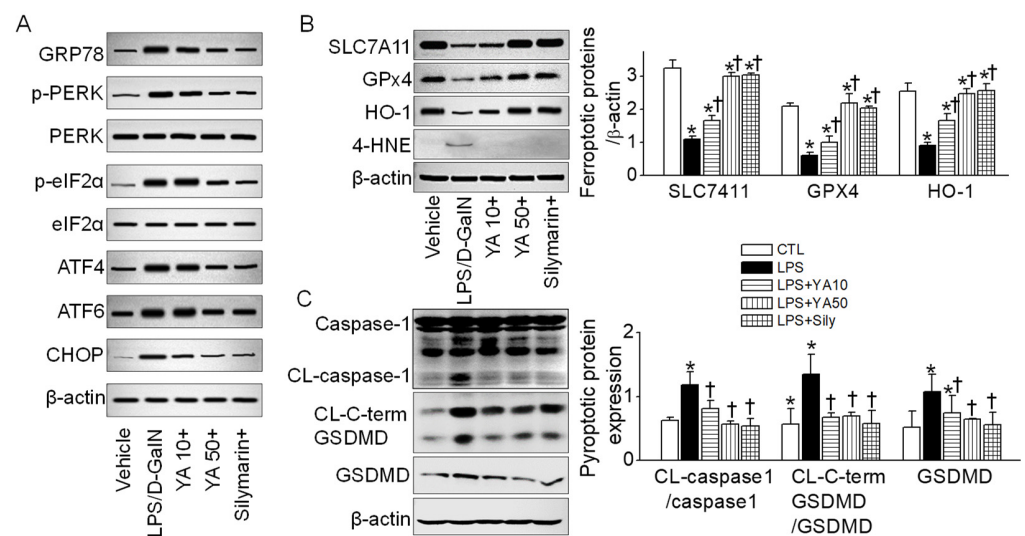 A
GRP78
p-PERK
PERK
p-eIF2α
eIF2α
ATF4
ATF6
CHOP
β-actin
Vehicle
LPS/D-GalN
YA 10+
YA 50+
Silymarin+
B
SLC7A11
GPx4
HO-1
4-HNE
β-actin
Vehicle
LPS/D-GalN
YA 10+
YA 50+
Silymarin+
Ferroptotic proteins
/β-actin
3
2
1
0
*
*†
*†
*†
*
*†
*†
*†
*
*†
*†
*†
SLC7411
GPX4
HO-1
CTL
LPS
LPS+YA10
LPS+YA50
LPS+Sily
C
Caspase-1
CL-caspase-1
CL-C-term
GSDMD
GSDMD
β-actin
Pyroptotic protein
expression
2
1
0
*
†
†
†
*
*
†
†
†
*
*†
†
†
CL-caspase1
/caspase1
CL-C-term
GSDMD
/GSDMD
GSDMD